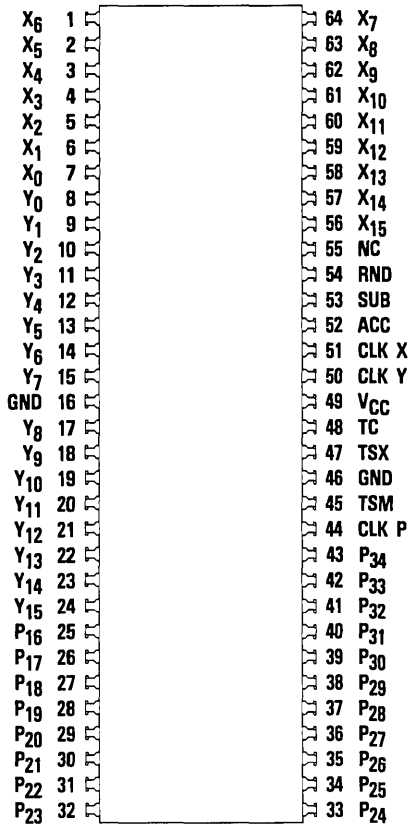 X6 1 64 X7
X5 2 63 X8
X4 3 62 X9
X3 4 61 X10
X2 5 60 X11
X1 6 59 X12
X0 7 58 X13
Y0 8 57 X14
Y1 9 56 X15
Y2 10 55 NC
Y3 11 54 RND
Y4 12 53 SUB
Y5 13 52 ACC
Y6 14 51 CLK X
Y7 15 50 CLK Y
GND 16 49 VCC
Y8 17 48 TC
Y9 18 47 TSX
Y10 19 46 GND
Y11 20 45 TSM
Y12 21 44 CLK P
Y13 22 43 P34
Y14 23 42 P33
Y15 24 41 P32
P16 25 40 P31
P17 26 39 P30
P18 27 38 P29
P19 28 37 P28
P20 29 36 P27
P21 30 35 P26
P22 31 34 P25
P23 32 33 P24